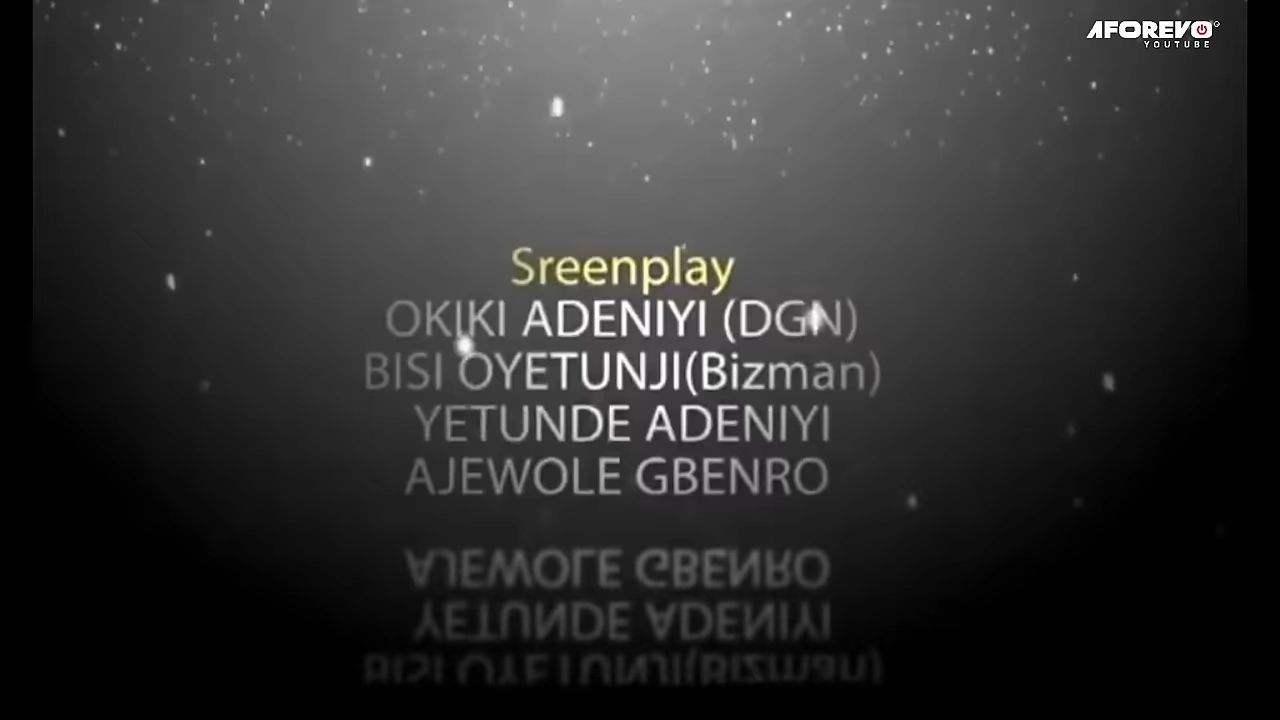 AFOREVO
YOUTUBE
Sreenplay
OKIKI ADENIYI (DGN)
BISI OYETUNJI(Bizman)
YETUNDE ADENIYI
AJEWOLE GBENRO